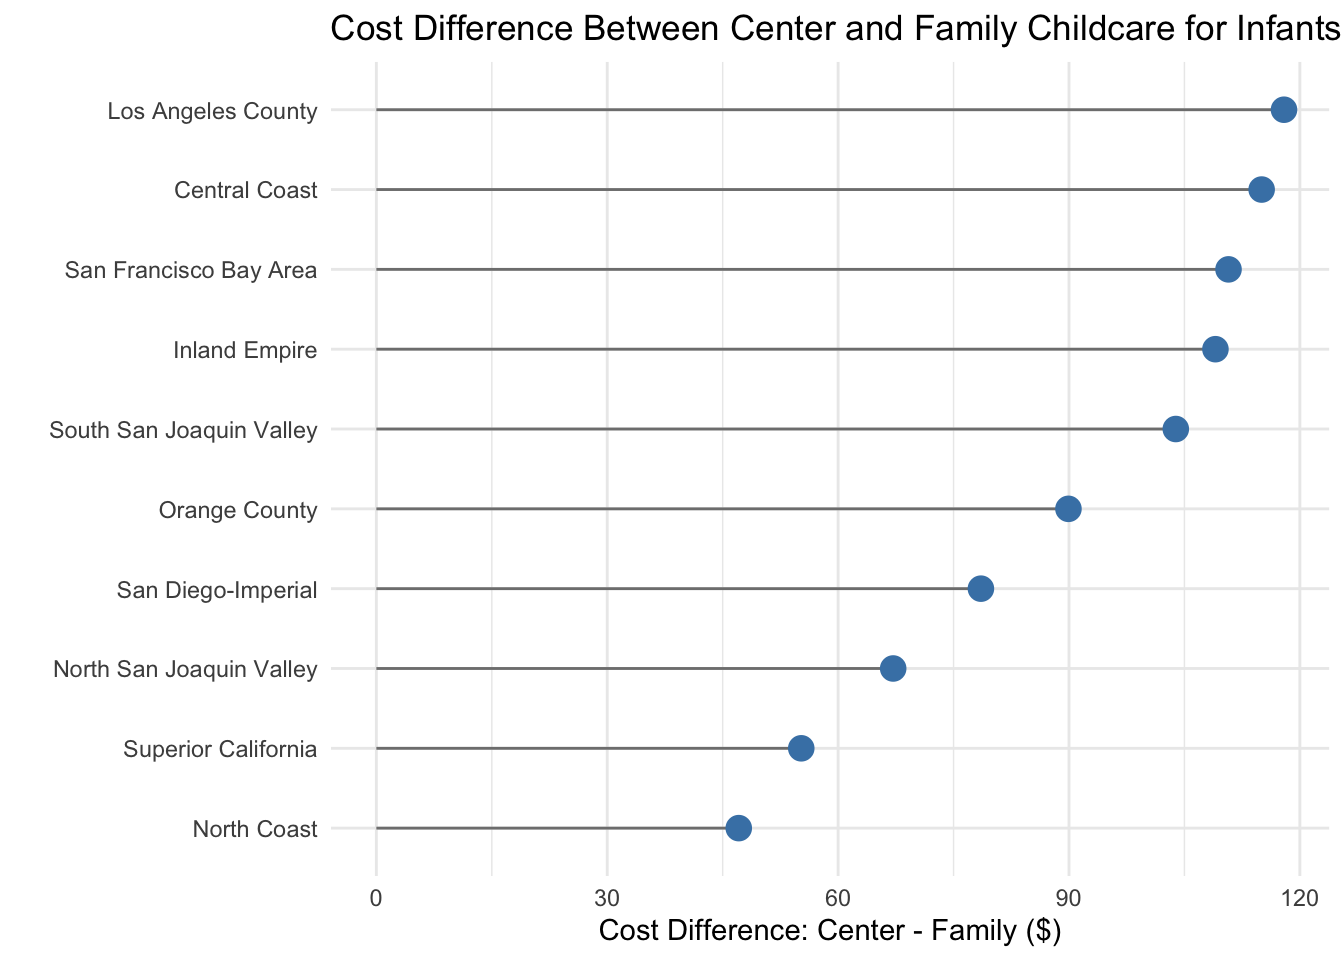 Cost Difference Between Center and Family Childcare for Infants
Los Angeles County
Central Coast
San Francisco Bay Area
Inland Empire
South San Joaquin Valley
Orange County
San Diego-Imperial
North San Joaquin Valley
Superior California
North Coast
0 30 60 90 120
Cost Difference: Center - Family ($)